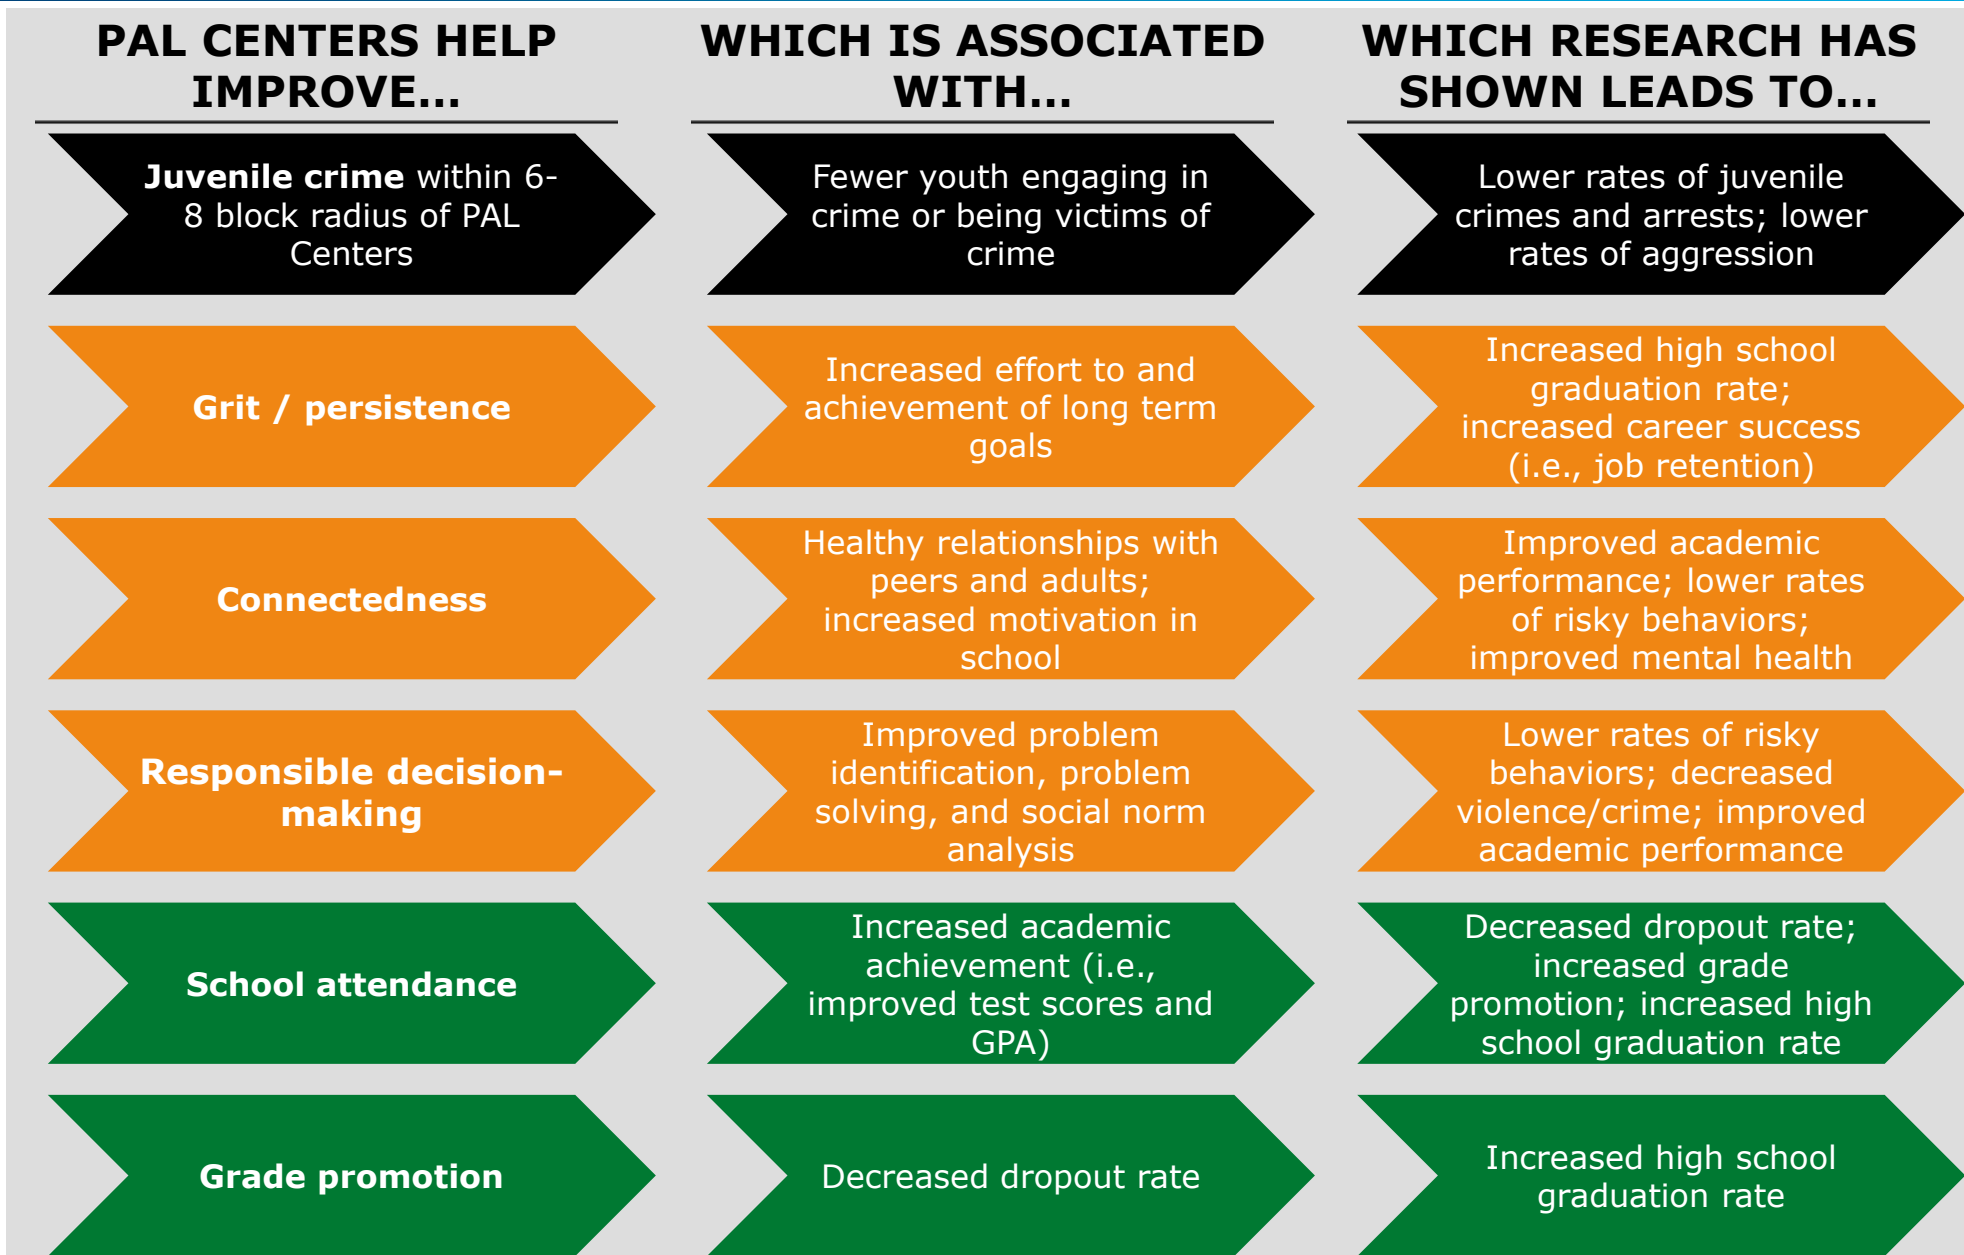 PAL CENTERS HELP
IMPROVE...
WHICH IS ASSOCIATED
WITH...
WHICH RESEARCH HAS
SHOWN LEADS TO...
Juvenile crime within 6-
8 block radius of PAL
Centers
Fewer youth engaging in
crime or being victims of
crime
Lower rates of juvenile
crimes and arrests; lower
rates of aggression
Grit / persistence
Increased effort to and
achievement of long term
goals
Increased high school
graduation rate;
increased career success
(i.e., job retention)
Connectedness
Healthy relationships with
peers and adults;
increased motivation in
school
Improved academic
performance; lower rates
of risky behaviors;
improved mental health
Responsible decision-
making
Improved problem
identification, problem
solving, and social norm
analysis
Lower rates of risky
behaviors; decreased
violence/crime; improved
academic performance
School attendance
Increased academic
achievement (i.e.,
improved test scores and
GPA)
Decreased dropout rate;
increased grade
promotion; increased high
school graduation rate
Grade promotion
Decreased dropout rate
Increased high school
graduation rate